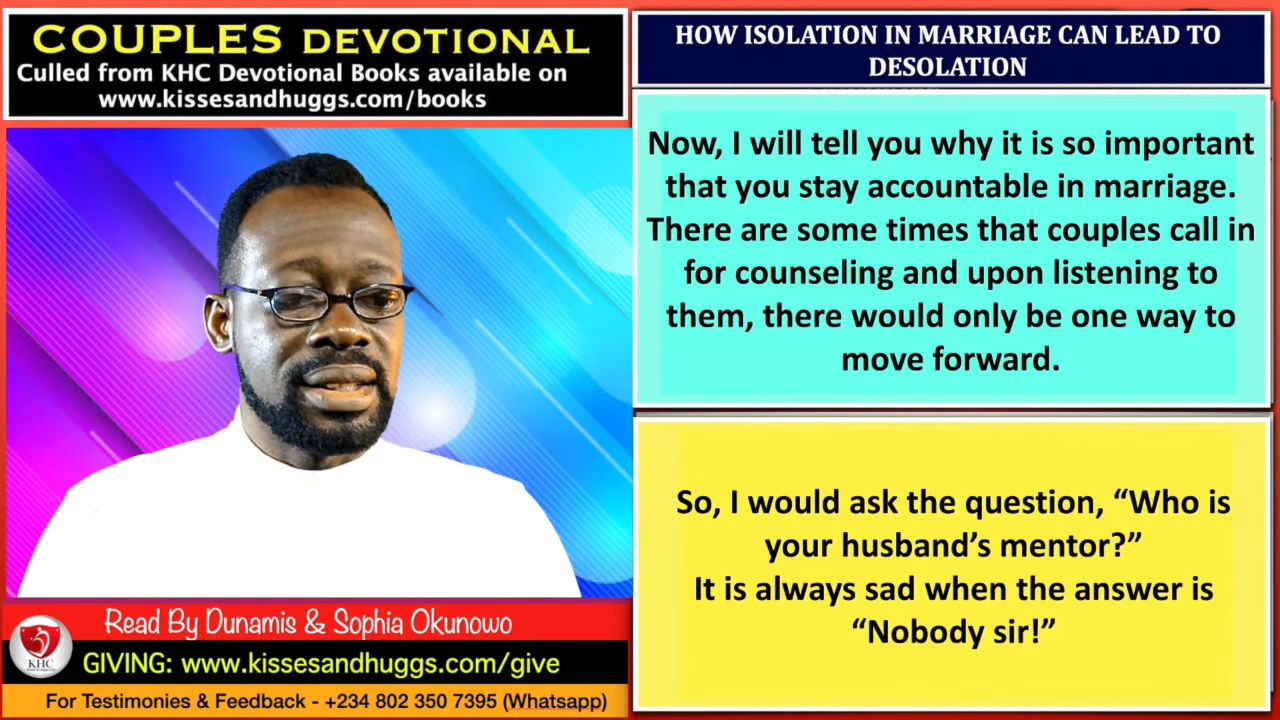 COUPLES DEVOTIONAL
Culled from KHC Devotional Books available on
www.kissesandhuggs.com/books
HOW ISOLATION IN MARRIAGE CAN LEAD TO
DESOLATION
Now, I will tell you why it is so important
that you stay accountable in marriage.
There are some times that couples call in
for counseling and upon listening to
them, there would only be one way to
move forward.
So, I would ask the question, “Who is
your husband’s mentor?”
It is always sad when the answer is
“Nobody sir!”
Read By Dunamis & Sophia Okunowo
KHC
GIVING: www.kissesandhuggs.com/give
For Testimonies & Feedback - +234 802 350 7395 (Whatsapp)